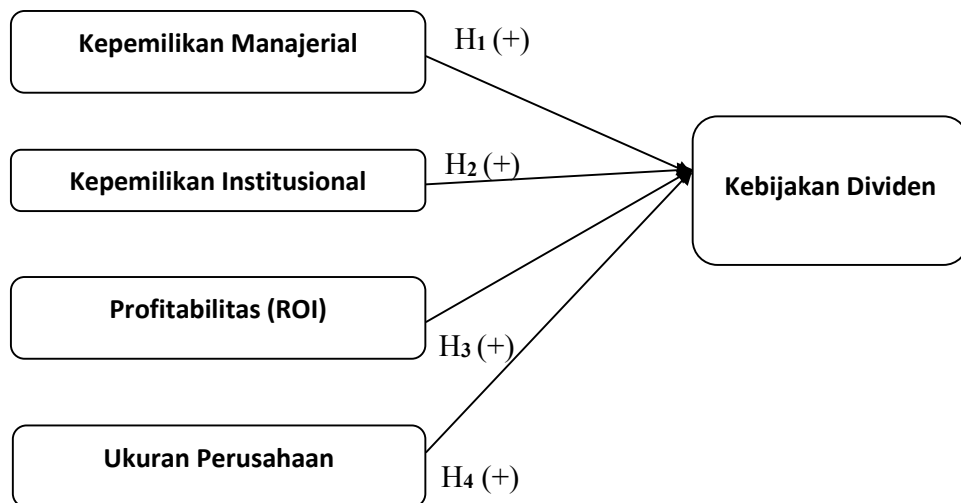 Kepemilikan Manajerial
H1 (+)
Kepemilikan Institusional
H2 (+)
Kebijakan Dividen
Profitabilitas (ROI)
H3 (+)
Ukuran Perusahaan
H4 (+)